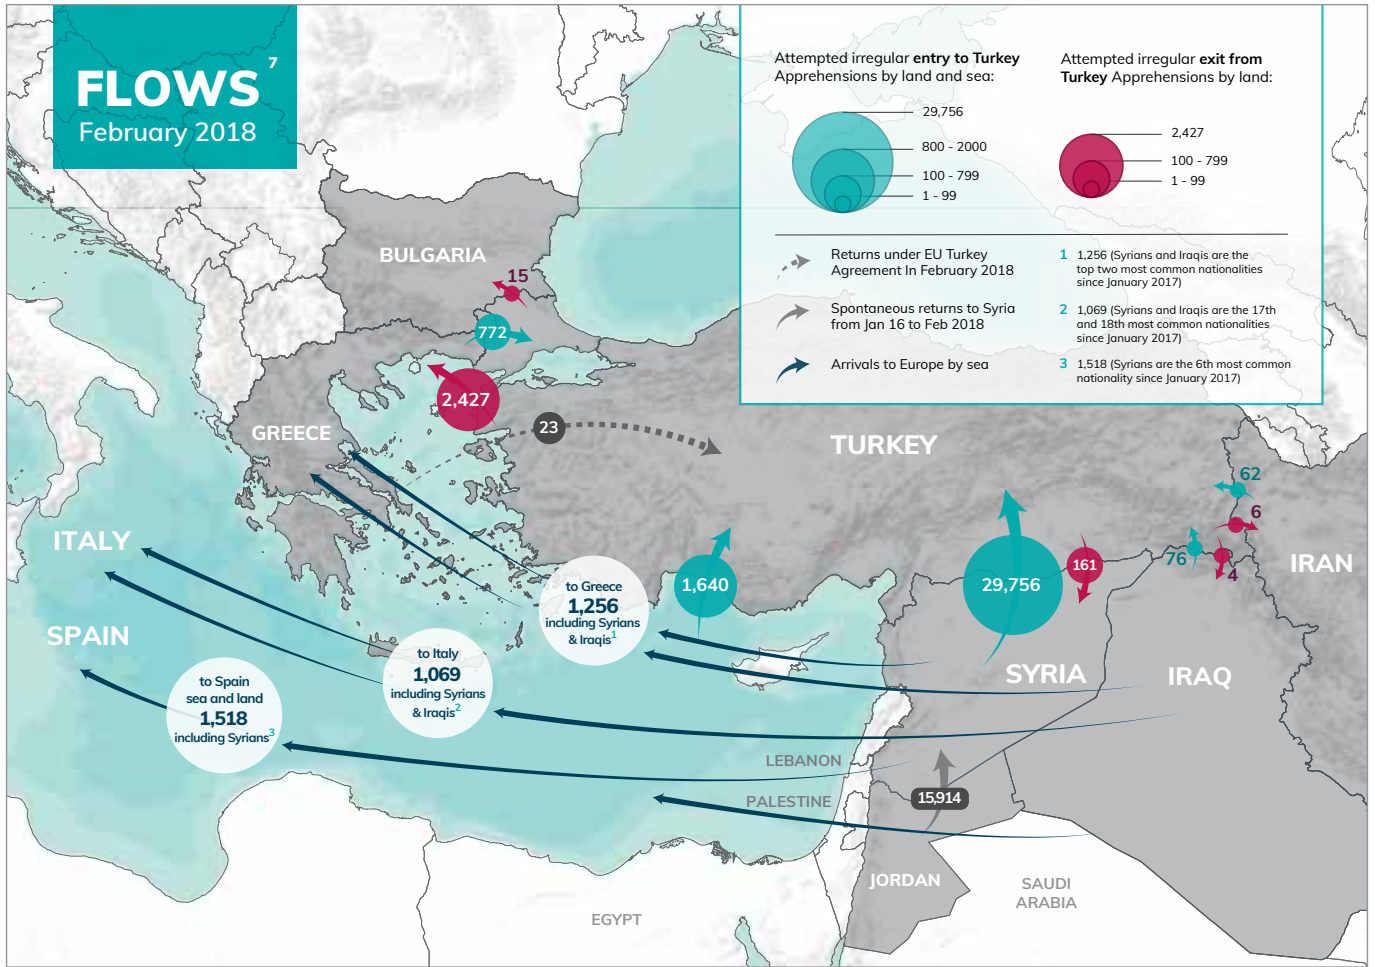 FLOWS 7
February 2018
Attempted irregular entry to Turkey
Apprehensions by land and sea:
29,756
800 - 2000
100 - 799
1 - 99
Attempted irregular exit from
Turkey Apprehensions by land:
2,427
100 - 799
1 - 99
Returns under EU Turkey
Agreement In February 2018
Spontaneous returns to Syria
from Jan 16 to Feb 2018
Arrivals to Europe by sea
1 1,256 (Syrians and Iraqis are the
top two most common nationalities
since January 2017)
2 1,069 (Syrians and Iraqis are the 17th
and 18th most common nationalities
since January 2017)
3 1,518 (Syrians are the 6th most common
nationality since January 2017)
BULGARIA
15
772
2,427
GREECE
23
TURKEY
62
6
76
4
IRAN
ITALY
1,640
29,756
161
to Greece
1,256
including Syrians
& Iraqis1
SPAIN
to Italy
1,069
including Syrians
& Iraqis2
SYRIA
IRAQ
to Spain
sea and land
1,518
including Syrians3
LEBANON
PALESTINE
15,914
JORDAN
SAUDI
ARABIA
EGYPT